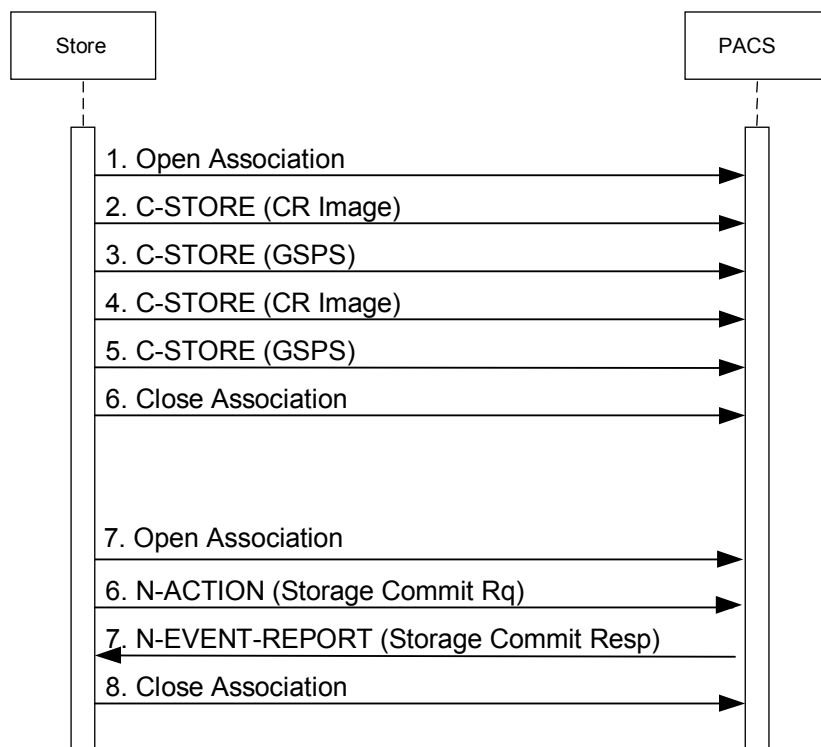 Store
PACS
1. Open Association
2. C-STORE (CR Image)
3. C-STORE (GSPS)
4. C-STORE (CR Image)
5. C-STORE (GSPS)
6. Close Association
7. Open Association
6. N-ACTION (Storage Commit Rq)
7. N-EVENT-REPORT (Storage Commit Resp)
8. Close Association